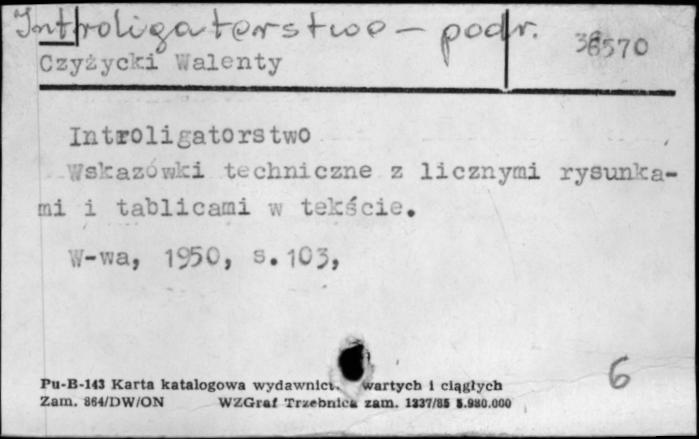 Introligatorstwo - podr.
36570
Czyżycki Walenty
Introligatorstwo
Wskazówki techniczne z licznymi rysunka-
mi i tablicami w tekście.
W-wa, 1950, s.103,
6
Pu-B-143 Karta katalogowa wydawnict. wartych i ciągłych
Zam. 864/DW/ON WZGraf Trzebnica zam. 1337/85 5.980.000